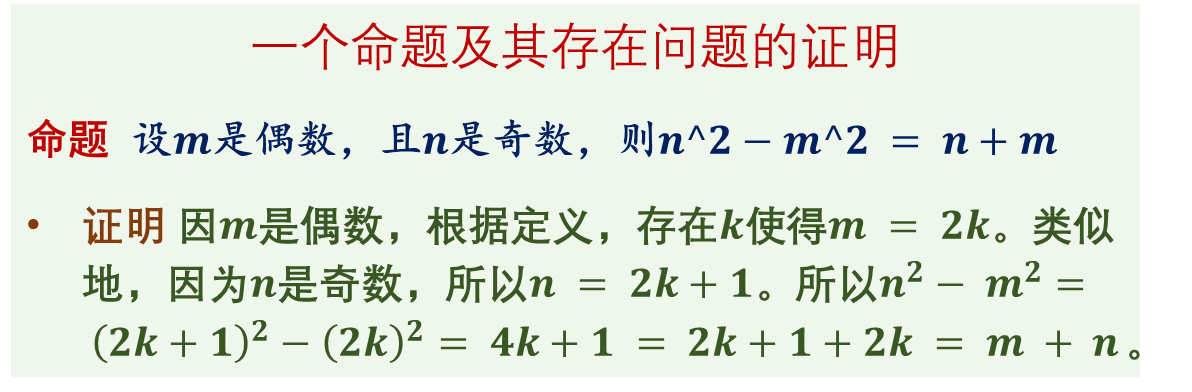 一个命题及其存在问题的证明
命题 设m是偶数，且n是奇数，则n^2 − m^2 = n + m
• 证明 因m是偶数，根据定义，存在k使得m = 2k。类似
地，因为n是奇数，所以n = 2k + 1。所以n² − m² =
(2k + 1)² − (2k)² = 4k + 1 = 2k + 1 + 2k = m + n。